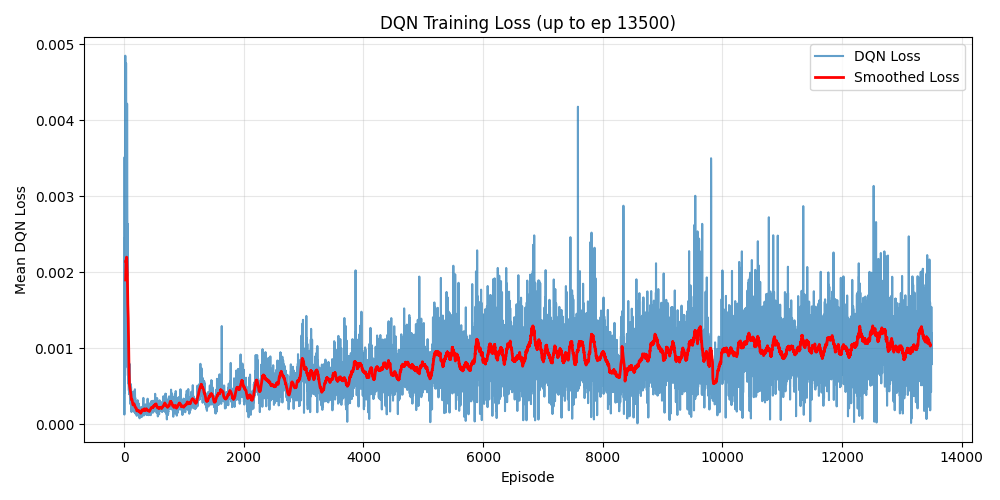 DQN Training Loss (up to ep 13500)
DQN Loss
Smoothed Loss
Mean DQN Loss
0.005
0.004
0.003
0.002
0.001
0.000
0 2000 4000 6000 8000 10000 12000 14000
Episode